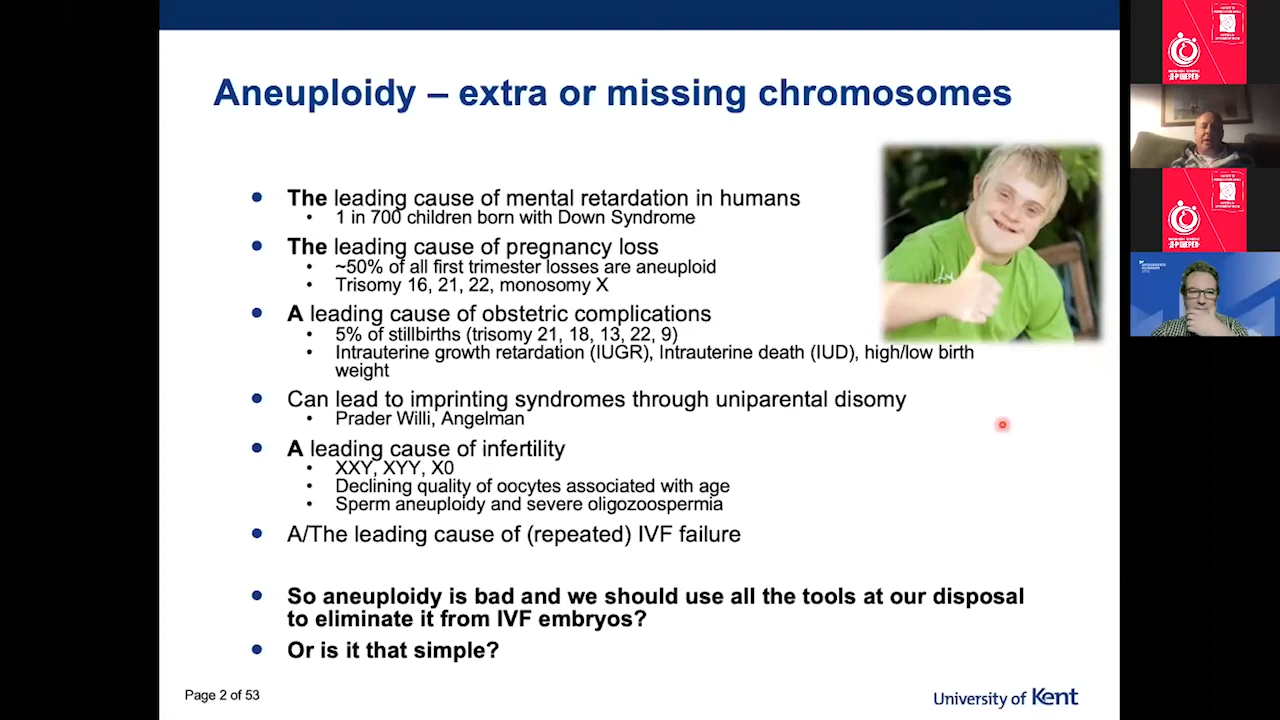 Aneuploidy – extra or missing chromosomes
• The leading cause of mental retardation in humans
• 1 in 700 children born with Down Syndrome
• The leading cause of pregnancy loss
• ~50% of all first trimester losses are aneuploid
• Trisomy 16, 21, 22, monosomy X
• A leading cause of obstetric complications
• 5% of stillbirths (trisomy 21, 18, 13, 22, 9)
• Intrauterine growth retardation (IUGR), Intrauterine death (IUD), high/low birth
weight
• Can lead to imprinting syndromes through uniparental disomy
• Prader Willi, Angelman
• A leading cause of infertility
• XXY, XYY, X0
• Declining quality of oocytes associated with age
• Sperm aneuploidy and severe oligozoospermia
• A/The leading cause of (repeated) IVF failure
• So aneuploidy is bad and we should use all the tools at our disposal
to eliminate it from IVF embryos?
• Or is it that simple?
Page 2 of 53
University of Kent
Д-Р ЩЕРЕВ
Д-Р ЩЕРЕВ